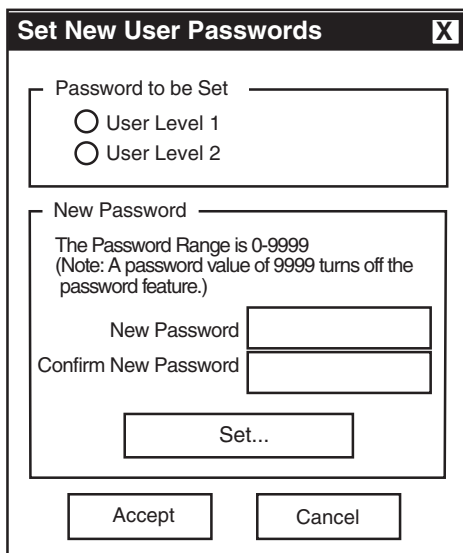 Set New User Passwords X
Password to be Set
User Level 1
User Level 2
New Password
The Password Range is 0-9999
(Note: A password value of 9999 turns off the
password feature.)
New Password
Confirm New Password
Set...
Accept Cancel